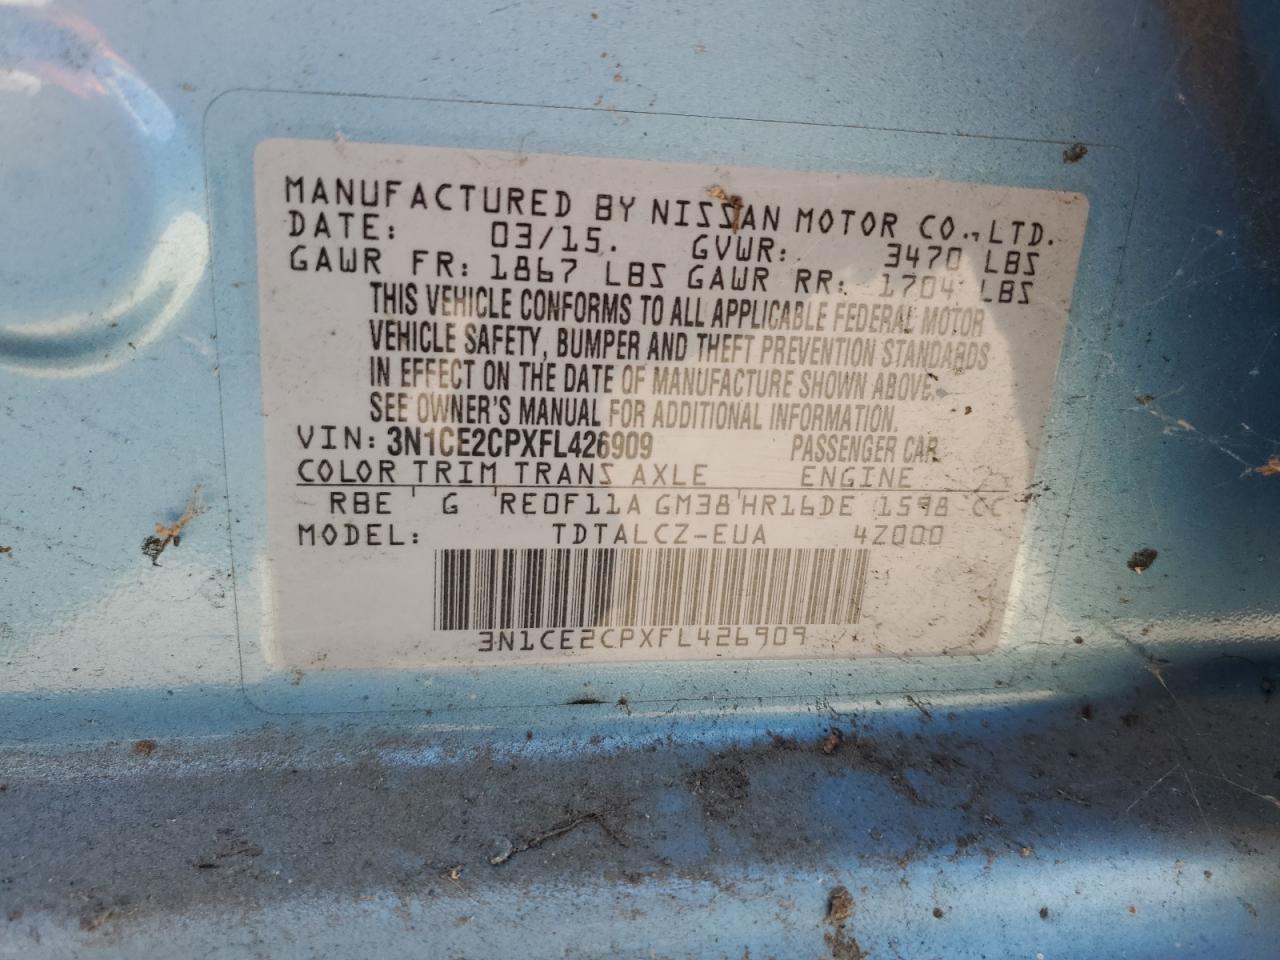 MANUFACTURED BY NISSAN MOTOR CO., LTD.
DATE: 03/15. GVWR: 3470 LBS
GAWR FR: 1867 LBS GAWR RR: 1704 LBS
THIS VEHICLE CONFORMS TO ALL APPLICABLE FEDERAL MOTOR
VEHICLE SAFETY, BUMPER AND THEFT PREVENTION STANDARDS
IN EFFECT ON THE DATE OF MANUFACTURE SHOWN ABOVE.
SEE OWNER'S MANUAL FOR ADDITIONAL INFORMATION.
VIN: 3N1CE2CPXFL426909 PASSENGER CAR
COLOR TRIM TRANS AXLE ENGINE
RBE G RE0F11A GM38 HR16DE 1598 CC
MODEL: TDTALCZ-EUA 4Z000
3N1CE2CPXFL426909